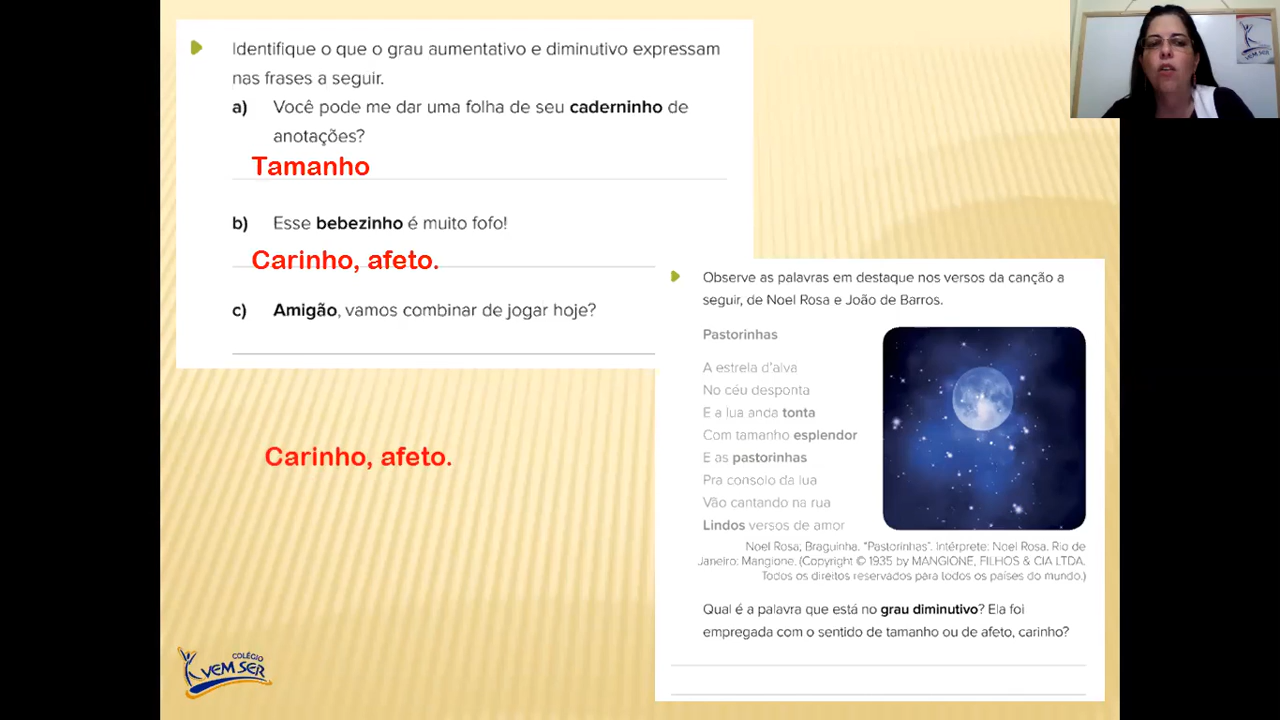 Identifique o que o grau aumentativo e diminutivo expressam
nas frases a seguir.
a) Você pode me dar uma folha de seu caderninho de
anotações?
Tamanho
b) Esse bebezinho é muito fofo!
Carinho, afeto.
c) Amigão, vamos combinar de jogar hoje?
Carinho, afeto.
Observe as palavras em destaque nos versos da canção a
seguir, de Noel Rosa e João de Barros.
Pastorinhas
A estrela d'alva
No céu desponta
E a lua anda tonta
Com tamanho esplendor
E as pastorinhas
Pra consolo da lua
Vão cantando na rua
Lindos versos de amor
Noel Rosa; Braguinha. "Pastorinhas". Intérprete: Noel Rosa. Rio de
Janeiro: Mangione. (Copyright © 1935 by MANGIONE, FILHOS & CIA LTDA.
Todos os direitos reservados para todos os países do mundo.)
Qual é a palavra que está no grau diminutivo? Ela foi
empregada com o sentido de tamanho ou de afeto, carinho?
COLÉGIO
VEM SER
VEM SER